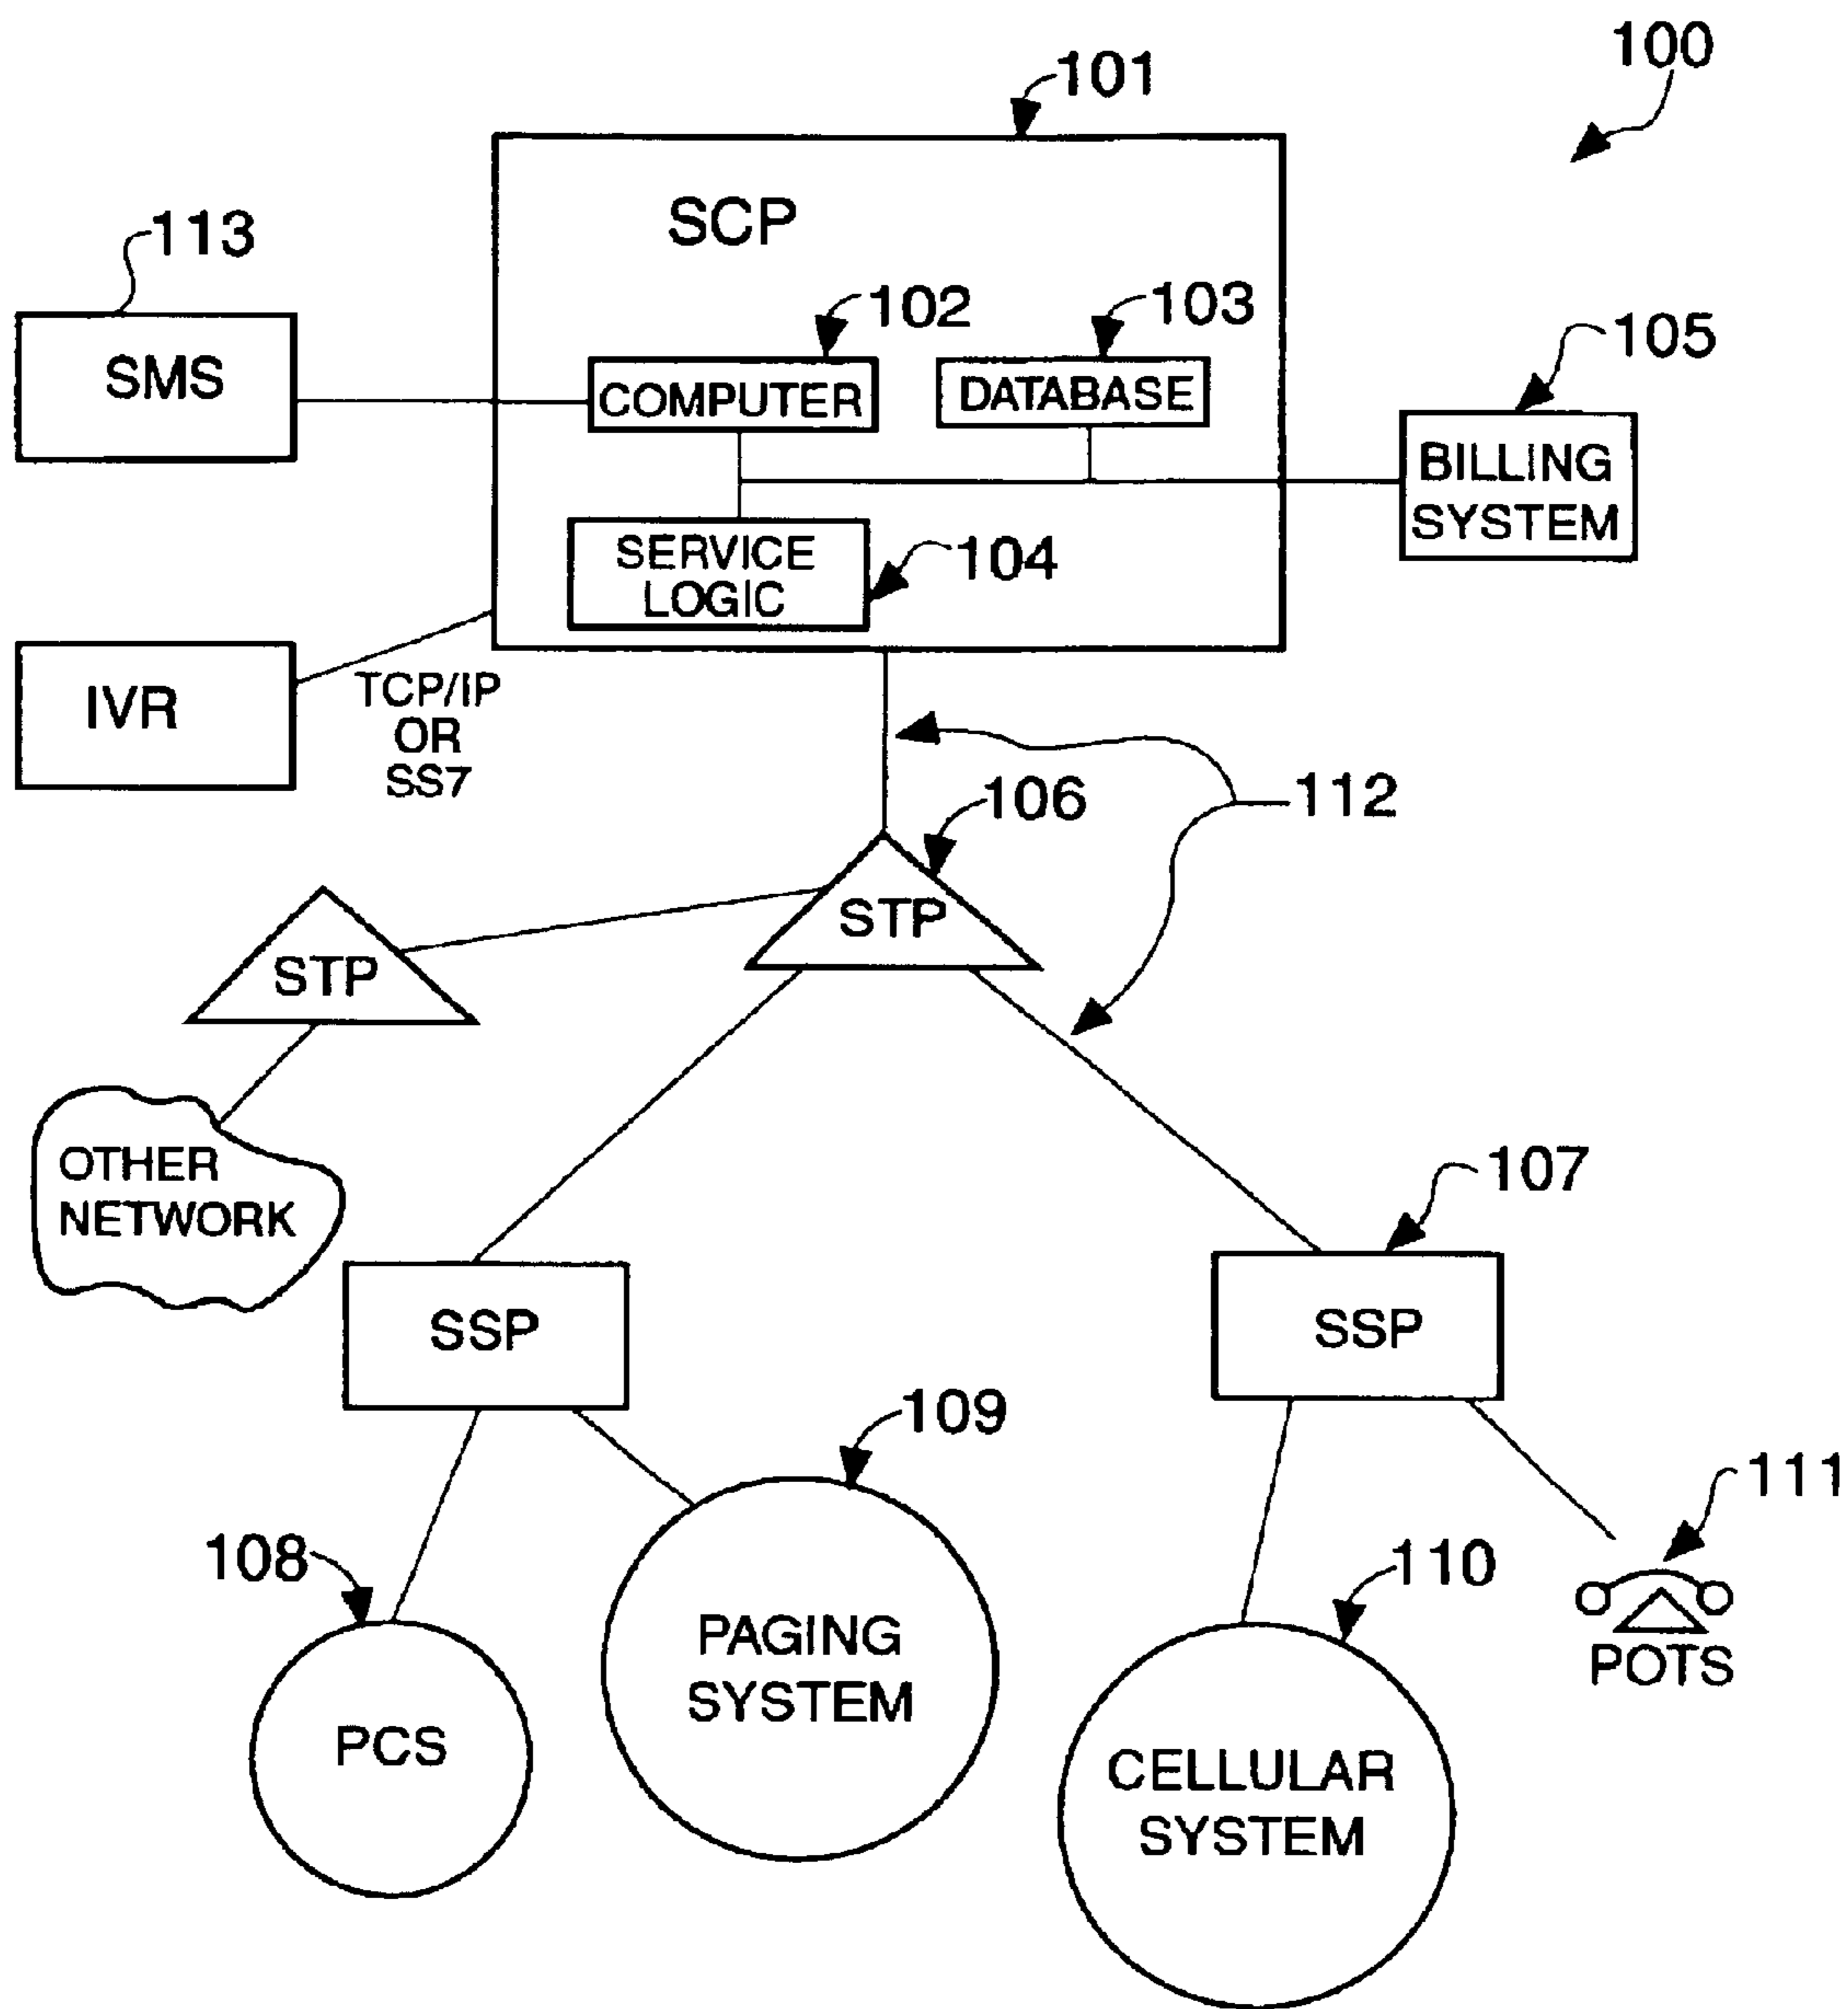 100
101
SCP
113
102
103
105
SMS
COMPUTER
DATABASE
BILLING
SYSTEM
SERVICE
LOGIC
104
IVR
TCP/IP
OR
SS7
112
106
STP
STP
OTHER
NETWORK
107
SSP
SSP
109
111
108
110
PAGING
SYSTEM
POTS
PCS
CELLULAR
SYSTEM